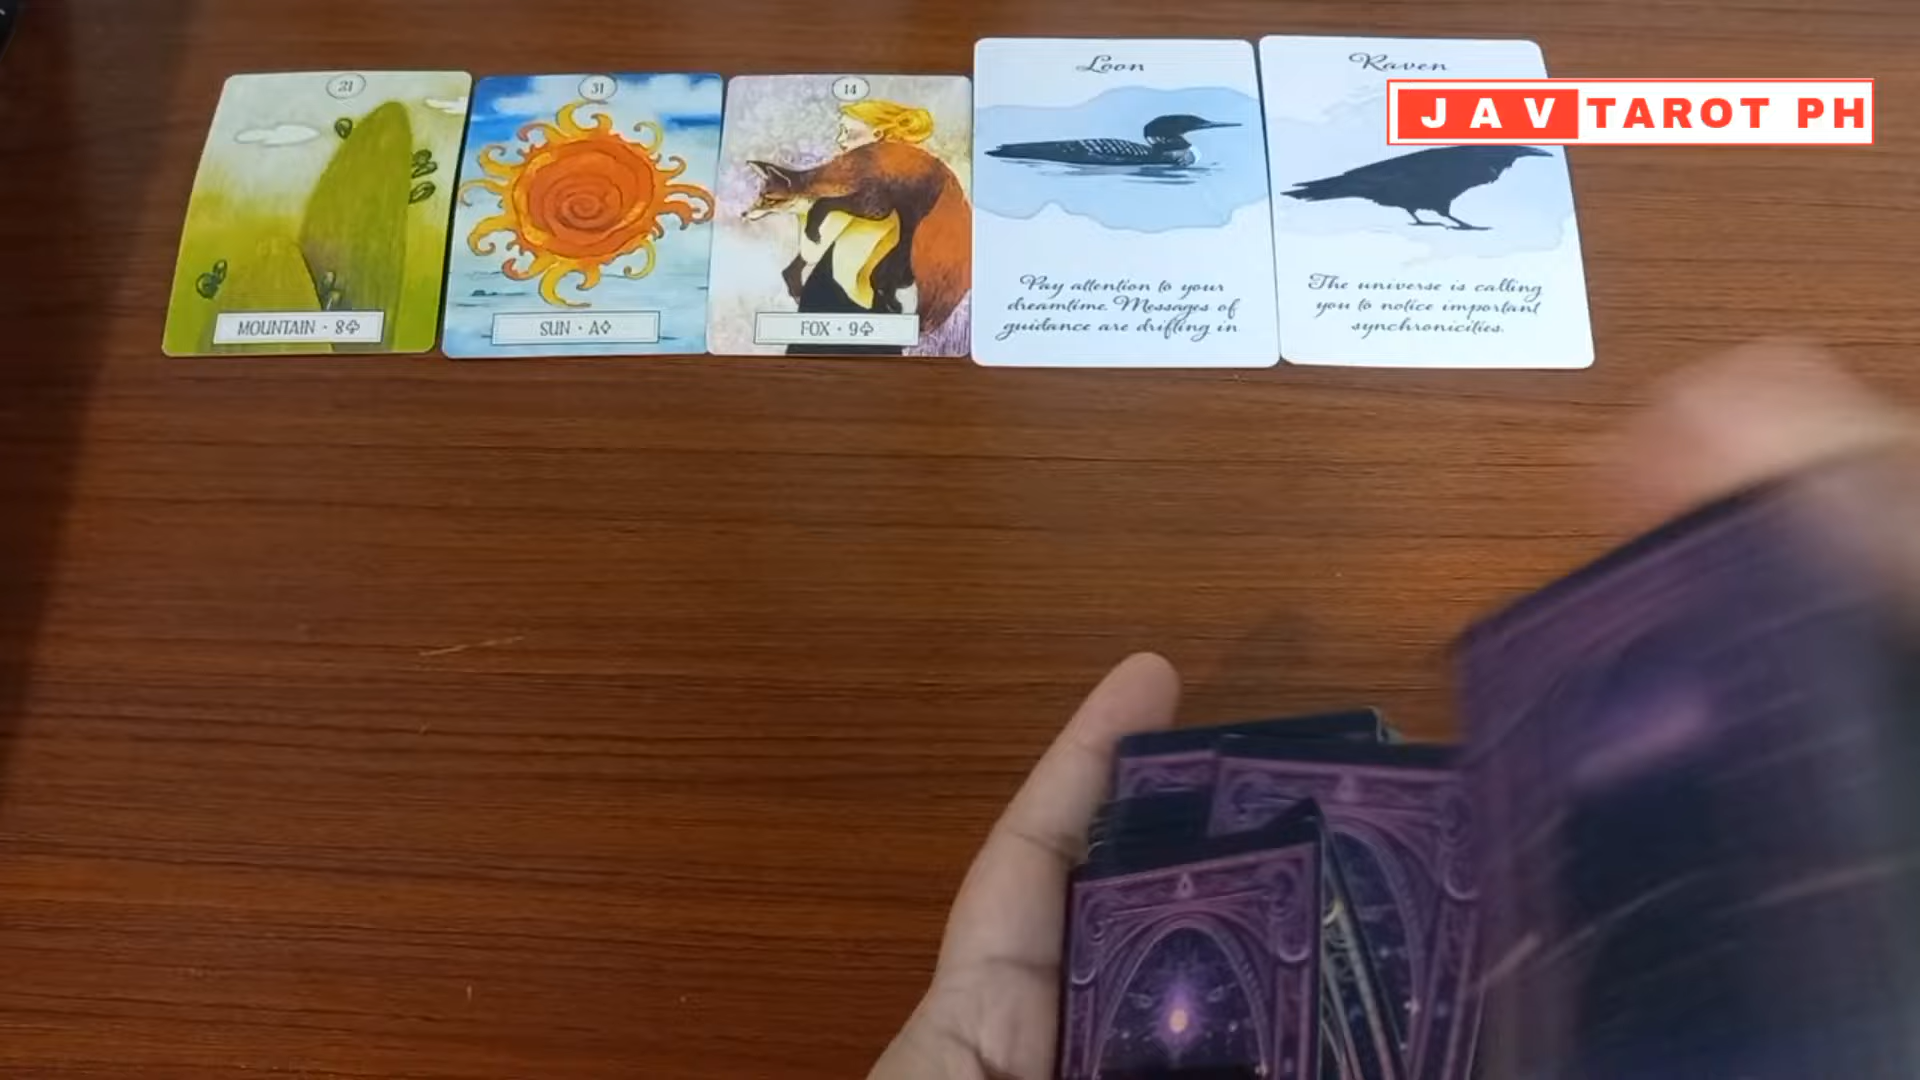 21
MOUNTAIN • 8♣
31
SUN • A♦
14
FOX • 9♣
Loon
Pay attention to your
dreamtime. Messages of
guidance are drifting in
Raven
The universe is calling
you to notice important
synchronicities.
JAV TAROT PH